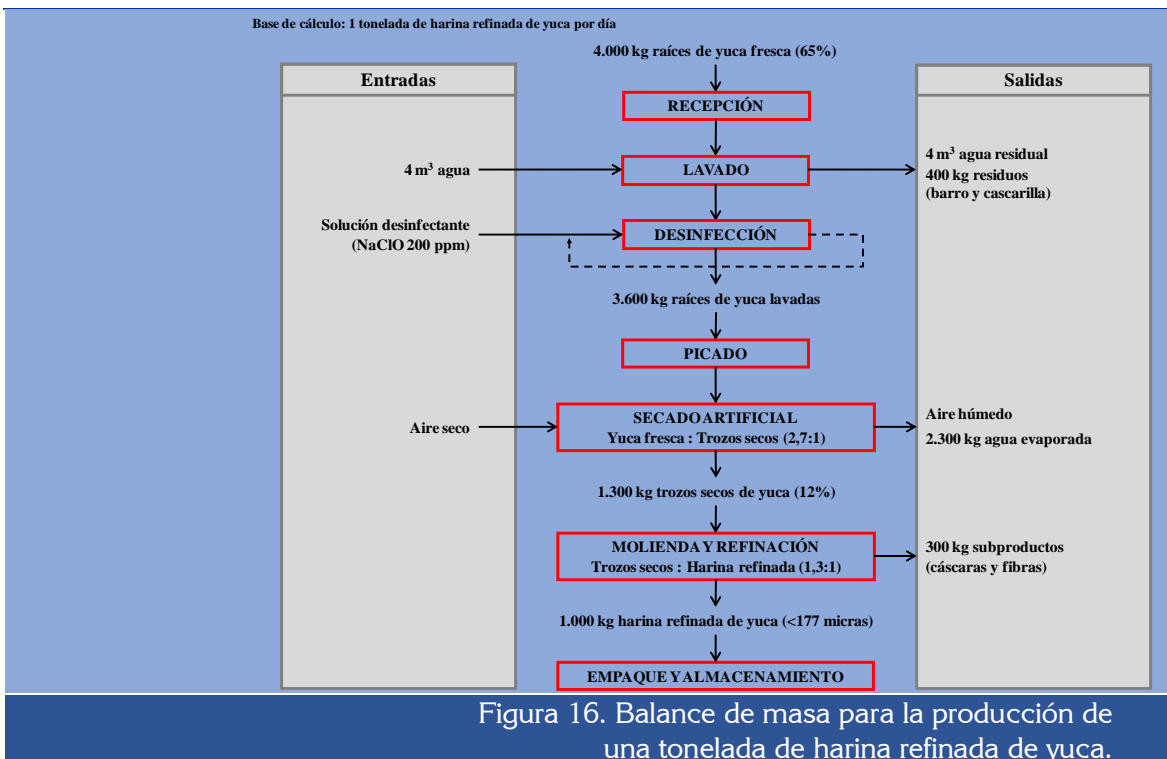 Base de cálculo: 1 tonelada de harina refinada de yuca por día
4.000 kg raíces de yuca fresca (65%)
Entradas
Salidas
RECEPCIÓN
4 m³ agua
LAVADO
4 m³ agua residual
400 kg residuos
(barro y cascarilla)
Solución desinfectante
(NaClO 200 ppm)
DESINFECCIÓN
3.600 kg raíces de yuca lavadas
PICADO
Aire seco
SECADO ARTIFICIAL
Yuca fresca : Trozos secos (2,7:1)
Aire húmedo
2.300 kg agua evaporada
1.300 kg trozos secos de yuca (12%)
MOLIENDA Y REFINACIÓN
Trozos secos : Harina refinada (1,3:1)
300 kg subproductos
(cáscaras y fibras)
1.000 kg harina refinada de yuca (<177 micras)
EMPAQUE Y ALMACENAMIENTO
Figura 16. Balance de masa para la producción de
una tonelada de harina refinada de yuca.